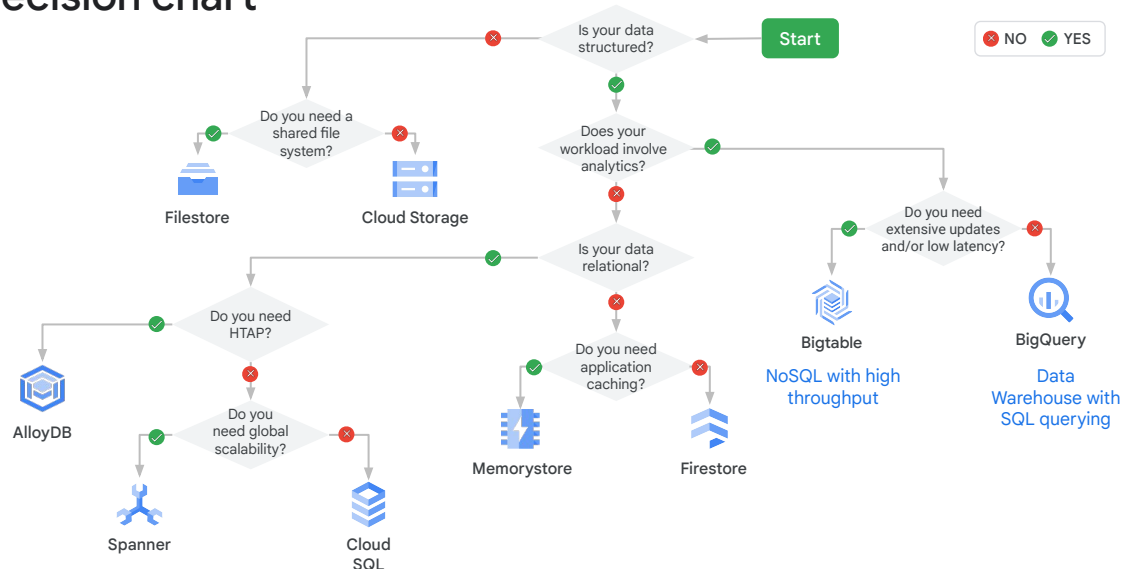 ecision chart
Is your data
structured?
Start
NO
YES
Do you need a
shared file
system?
Does your
workload involve
analytics?
Filestore
Cloud Storage
Do you need
extensive updates
and/or low latency?
Is your data
relational?
Do you need
HTAP?
Bigtable
BigQuery
NoSQL with high
throughput
Data
Warehouse with
SQL querying
Do you need
application
caching?
AlloyDB
Do you
need global
scalability?
Memorystore
Firestore
Spanner
Cloud
SQL